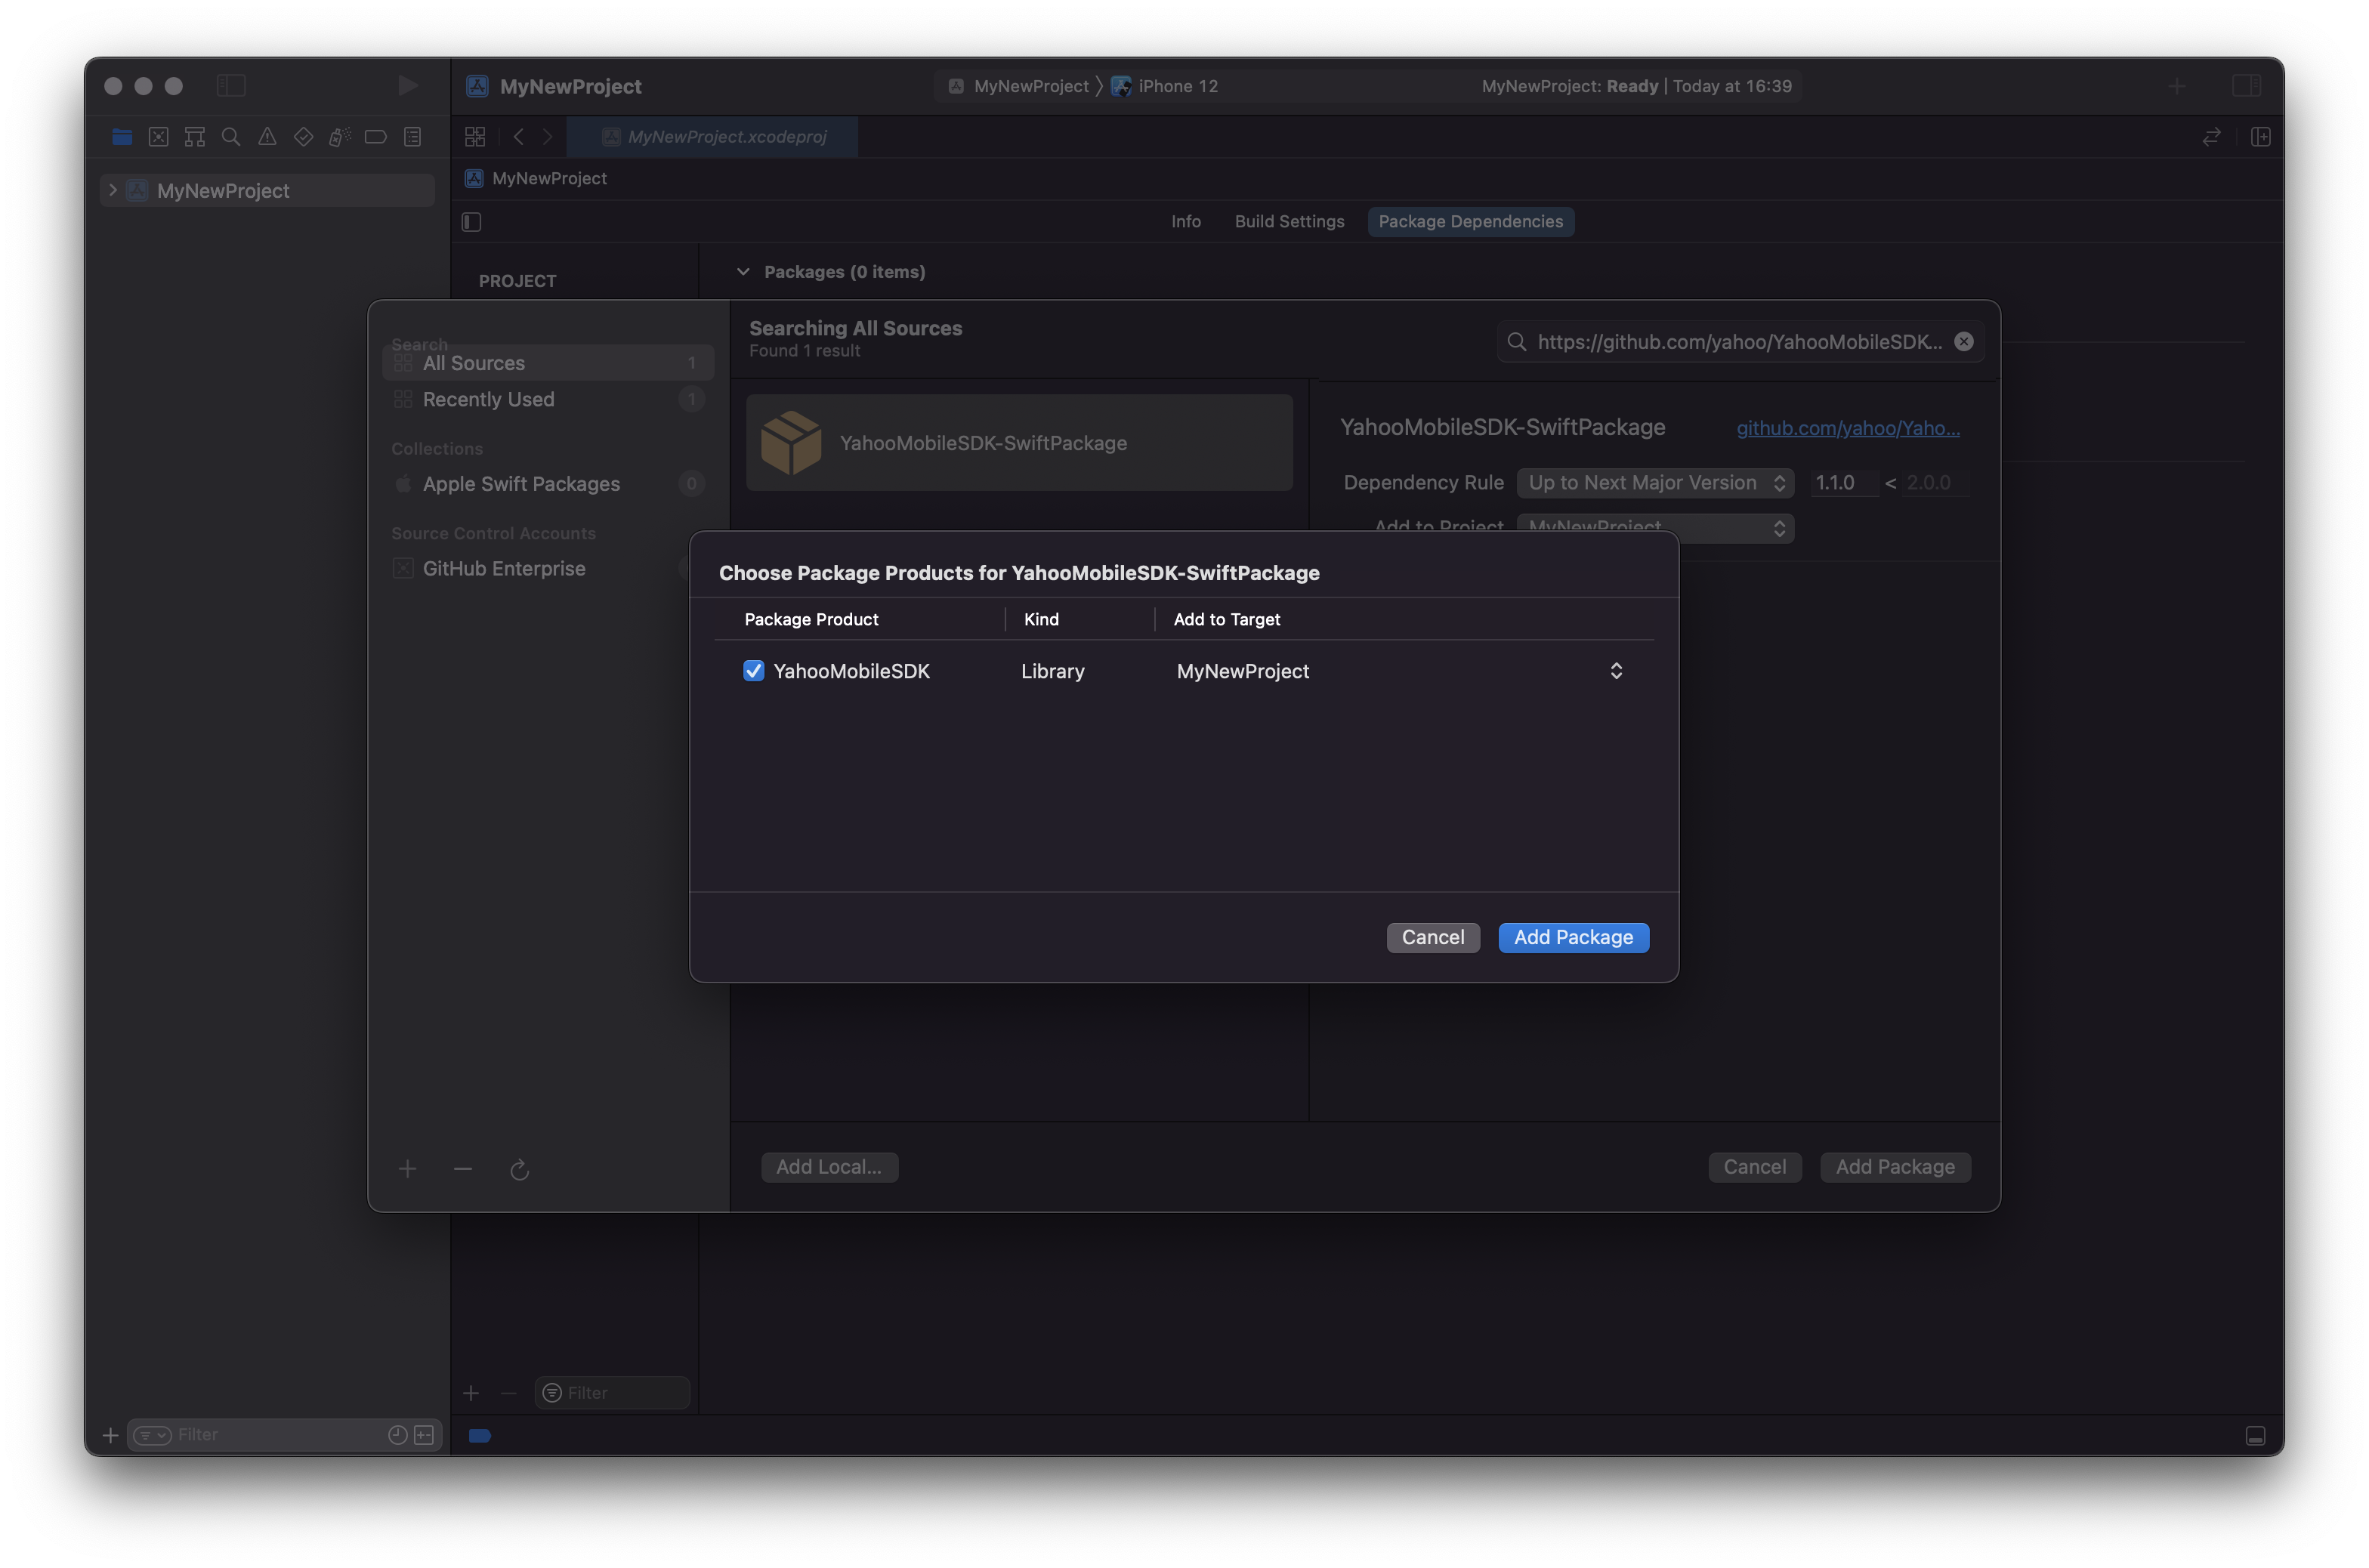 MyNewProject
MyNewProject
iPhone 12
MyNewProject: Ready | Today at 16:39
MyNewProject.xcodeproj
MyNewProject
MyNewProject
Info
Build Settings
Package Dependencies
PROJECT
Packages (0 items)
Search
All Sources 1
Recently Used 1
Collections
Apple Swift Packages 0
Source Control Accounts
GitHub Enterprise
Searching All Sources
Found 1 result
https://github.com/yahoo/YahooMobileSDK...
YahooMobileSDK-SwiftPackage
YahooMobileSDK-SwiftPackage
github.com/yahoo/Yaho...
Dependency Rule
Up to Next Major Version
1.1.0 < 2.0.0
Add to Project
MyNewProject
Choose Package Products for YahooMobileSDK-SwiftPackage
Package Product
Kind
Add to Target
YahooMobileSDK
Library
MyNewProject
Cancel
Add Package
Add Local...
Cancel
Add Package
Filter
Filter